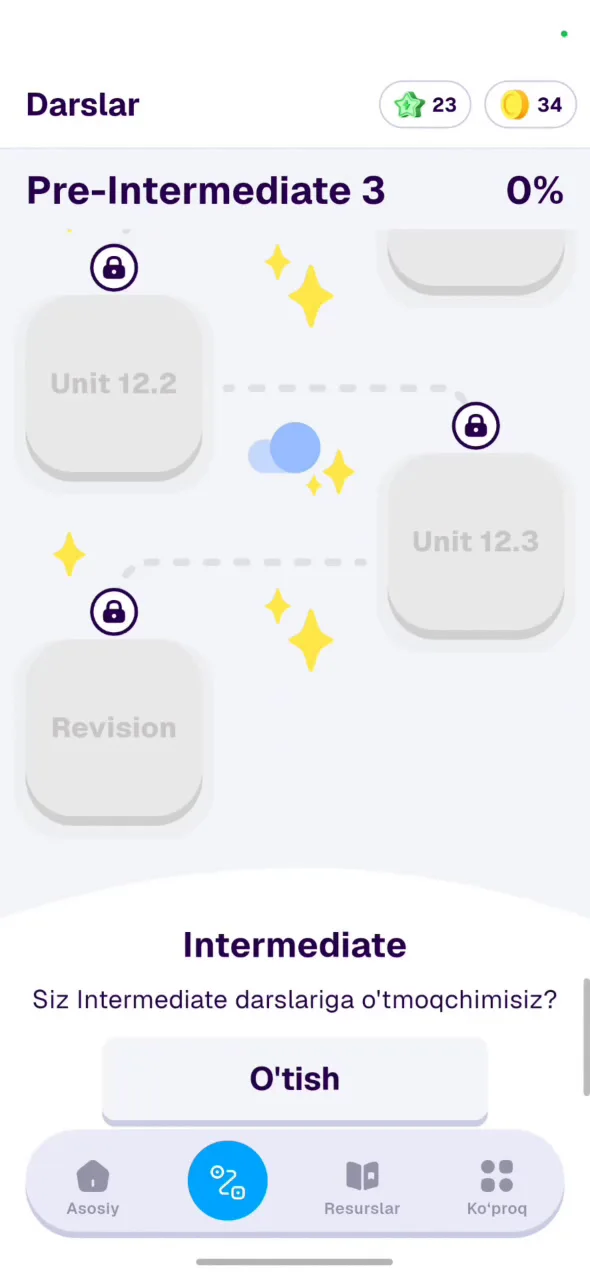 Darslar
23
34
Pre-Intermediate 3
0%
Unit 12.2
Unit 12.3
Revision
Intermediate
Siz Intermediate darslariga o'tmoqchimisiz?
O'tish
Asosiy
Resurslar
Ko‘proq